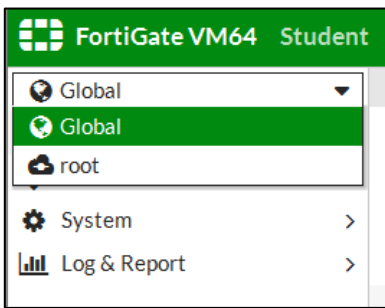 FortiGate VM64 Student
Global
Global
root
System
Log & Report